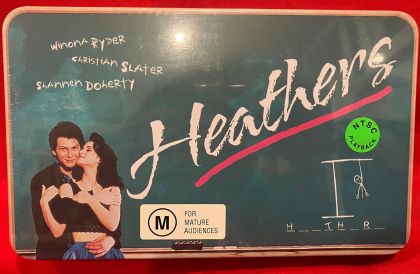 Winona Ryder
Christian Slater
Shannen Doherty
Heathers
NTSC
PLAYBACK
M
FOR
MATURE
AUDIENCES
H _ _ TH _ R _